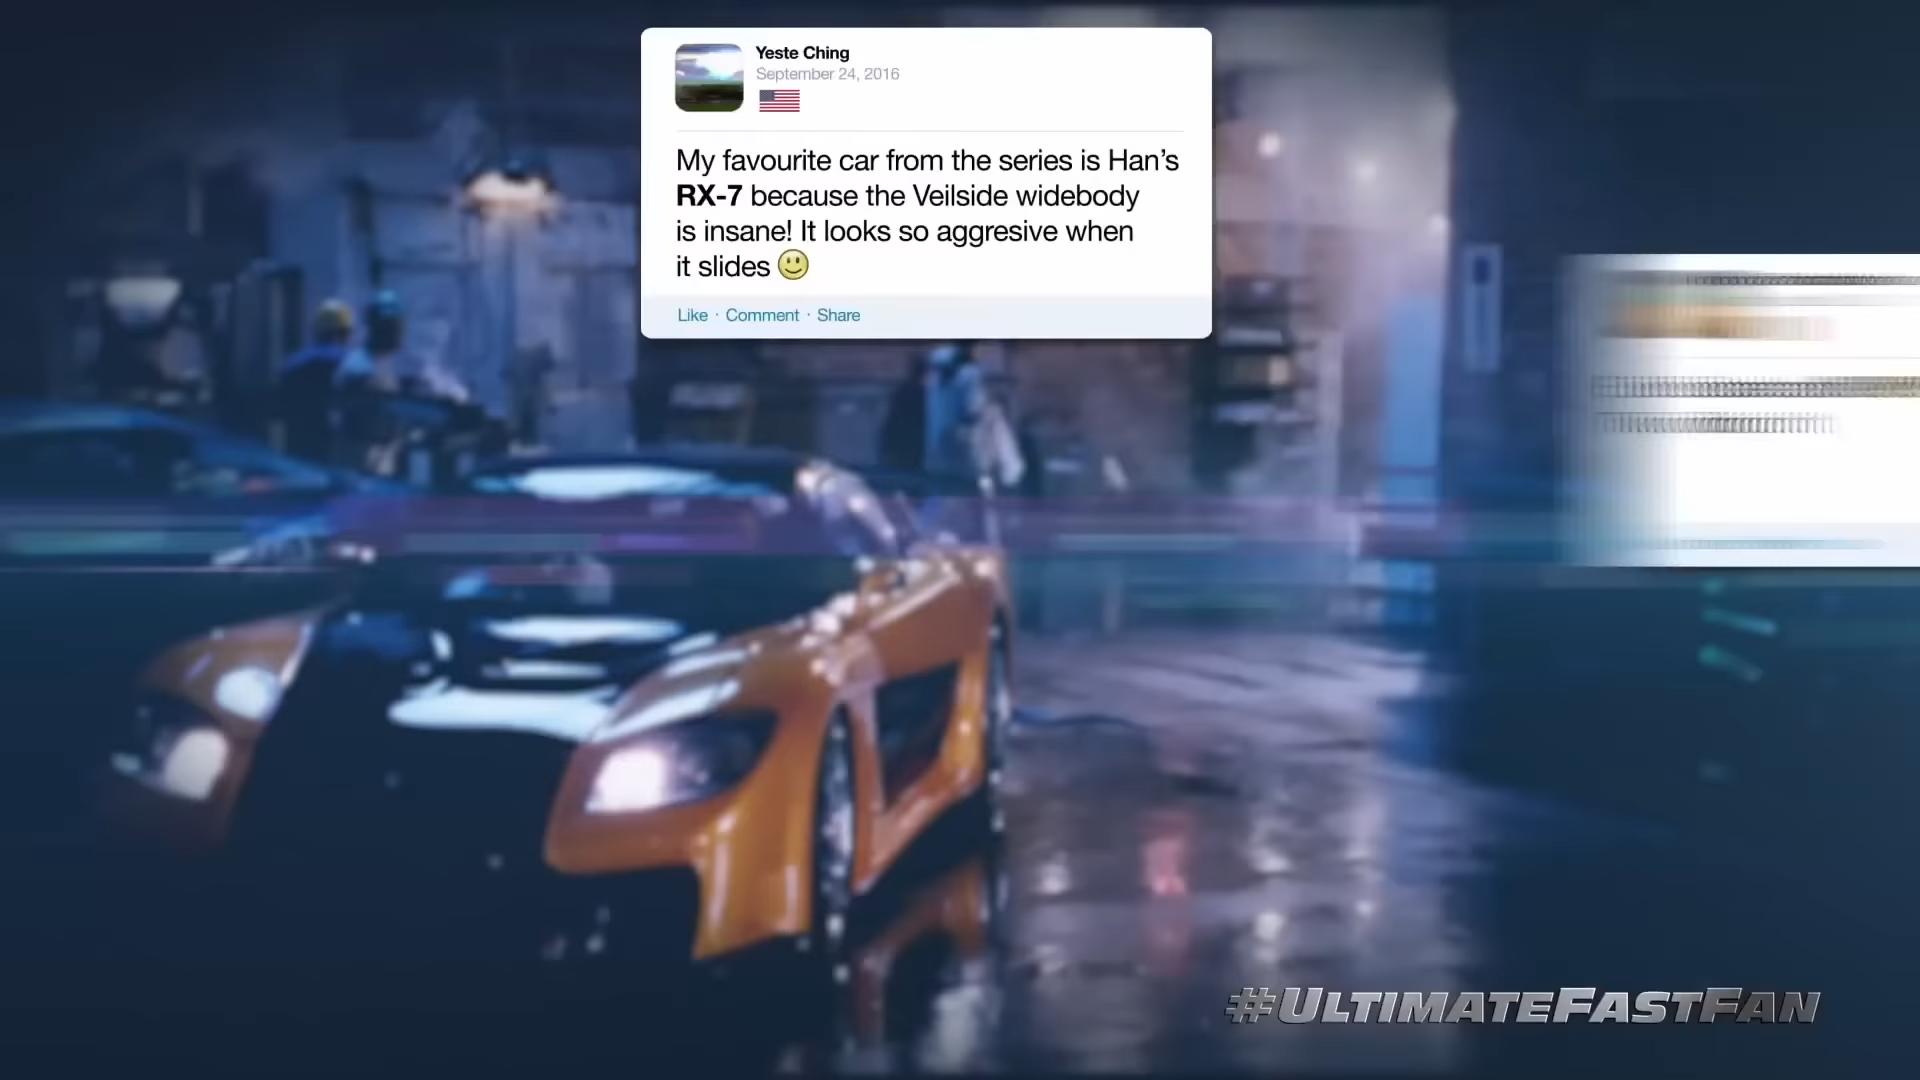 Yeste Ching
September 24, 2016
My favourite car from the series is Han's
RX-7 because the Veilside widebody
is insane! It looks so aggresive when
it slides
Like · Comment · Share
#ULTIMATEFASTFAN